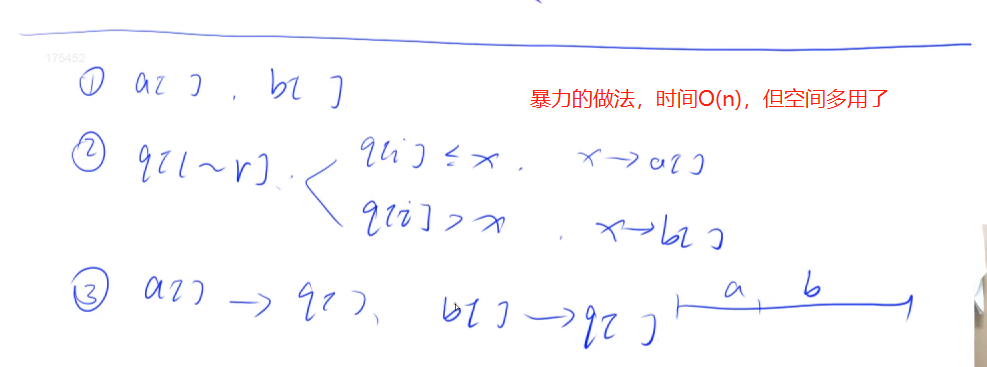 175452
① a[ ] , b[ ]
暴力的做法，时间O(n)，但空间多用了
② q[l~r]
q[i] ≤ x. x→a[ ]
q[i] > x. x→b[ ]
③ a[ ] → q[ ], b[ ] → q[ ]
a b